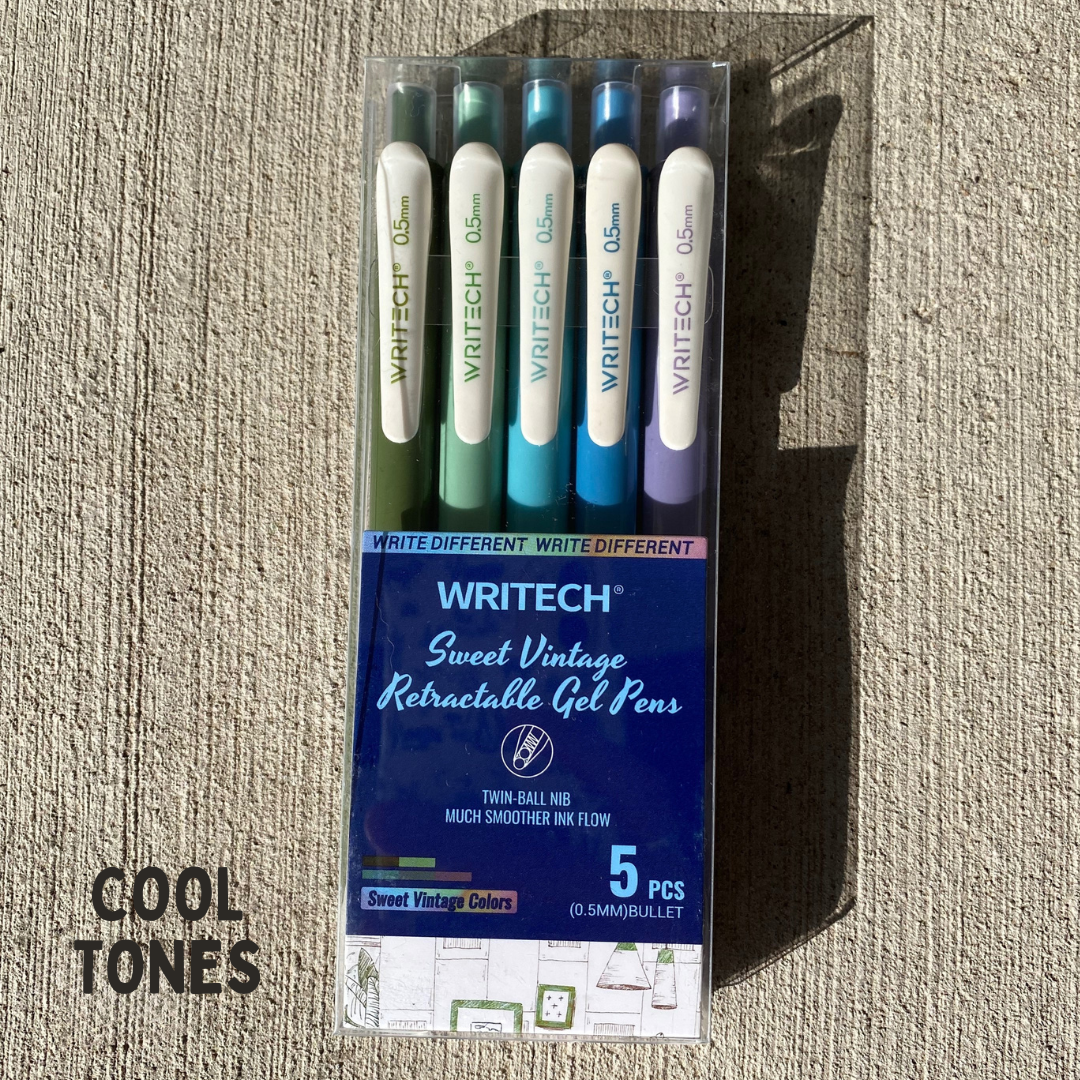 WRITECH® 0.5mm
WRITECH® 0.5mm
WRITECH® 0.5mm
WRITECH® 0.5mm
WRITECH® 0.5mm
WRITE DIFFERENT WRITE DIFFERENT
WRITECH®
Sweet Vintage
Retractable Gel Pens
TWIN-BALL NIB
MUCH SMOOTHER INK FLOW
5 PCS
Sweet Vintage Colors
(0.5MM)BULLET
COOL
TONES